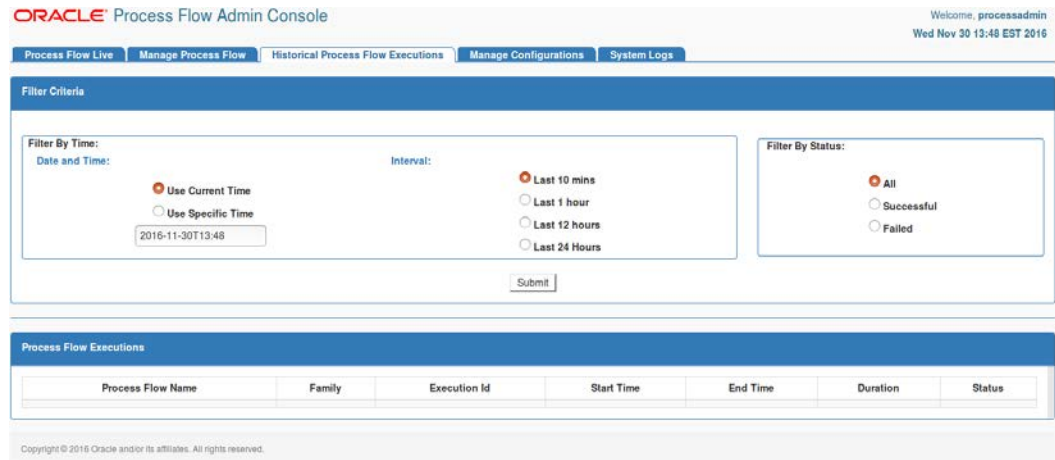 ORACLE Process Flow Admin Console
Welcome, processadmin
Wed Nov 30 13:48 EST 2016
Process Flow Live Manage Process Flow Historical Process Flow Executions Manage Configurations System Logs
Filter Criteria
Filter By Time:
Date and Time:
Use Current Time
Use Specific Time
2016-11-30T13:48
Interval:
Last 10 mins
Last 1 hour
Last 12 hours
Last 24 Hours
Filter By Status:
All
Successful
Failed
Submit
Process Flow Executions
Process Flow Name Family Execution Id Start Time End Time Duration Status
Copyright © 2016 Oracle and/or its affiliates. All rights reserved.